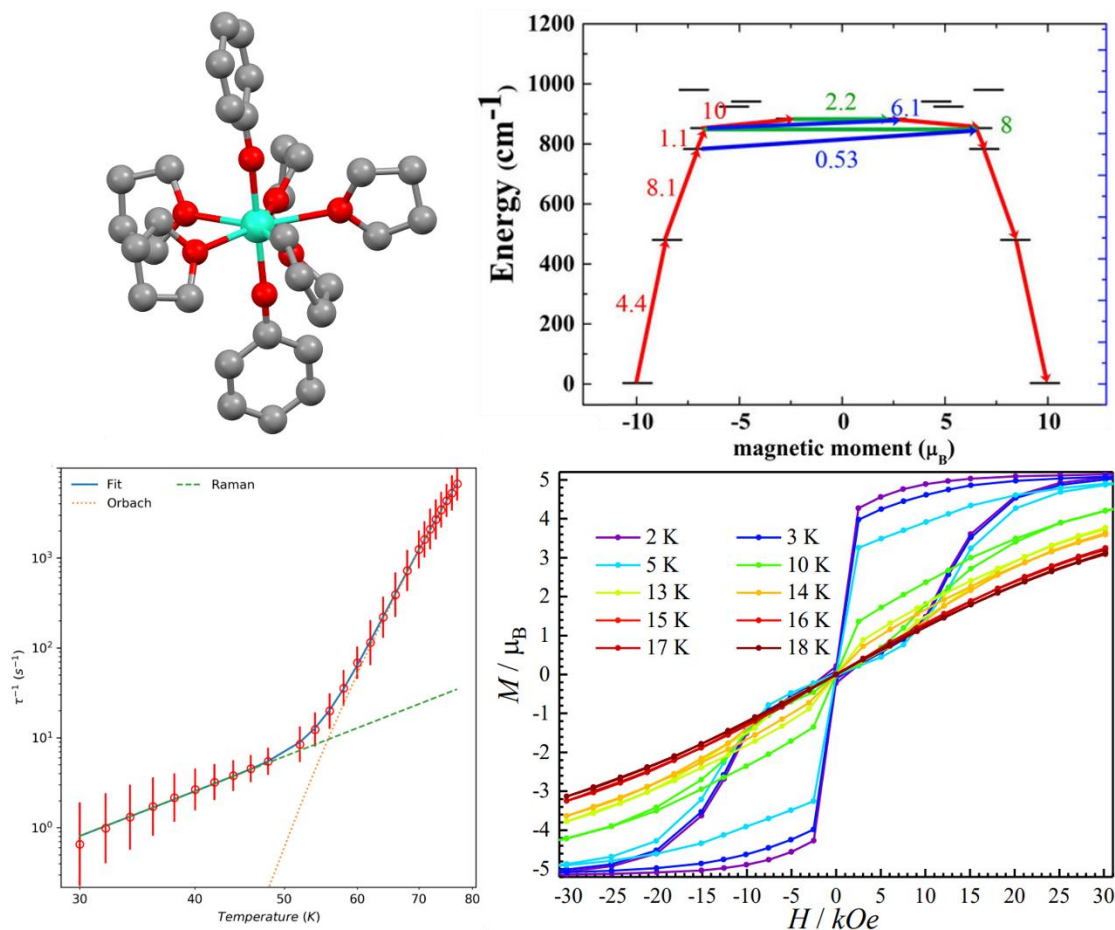 1200
1000
800
600
400
200
0
Energy (cm-1)
10
2.2
6.1
8
1.1
0.53
8.1
4.4
-10 -5 0 5 10
magnetic moment (μB)
Fit
Orbach
Raman
10³
10²
10¹
10⁰
τ⁻¹ (s⁻¹)
30 40 50 60 70 80
Temperature (K)
5
4
3
2
1
0
-1
-2
-3
-4
-5
M / μB
2 K 3 K
5 K 10 K
13 K 14 K
15 K 16 K
17 K 18 K
-30 -25 -20 -15 -10 -5 0 5 10 15 20 25 30
H / kOe